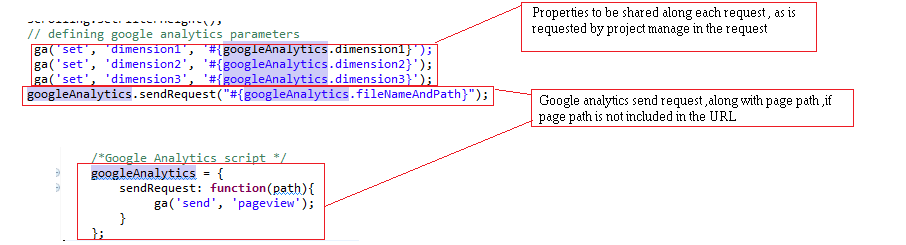 scrolling.setFilterHeight();
// defining google analytics parameters
ga('set', 'dimension1', '#{googleAnalytics.dimension1}');
ga('set', 'dimension2', '#{googleAnalytics.dimension2}');
ga('set', 'dimension3', '#{googleAnalytics.dimension3}');
googleAnalytics.sendRequest("#{googleAnalytics.fileNameAndPath}");
Properties to be shared along each request , as is
requested by project manage in the request
Google analytics send request ,along with page path ,if
page path is not included in the URL
/*Google Analytics script */
googleAnalytics = {
sendRequest: function(path){
ga('send', 'pageview');
}
};